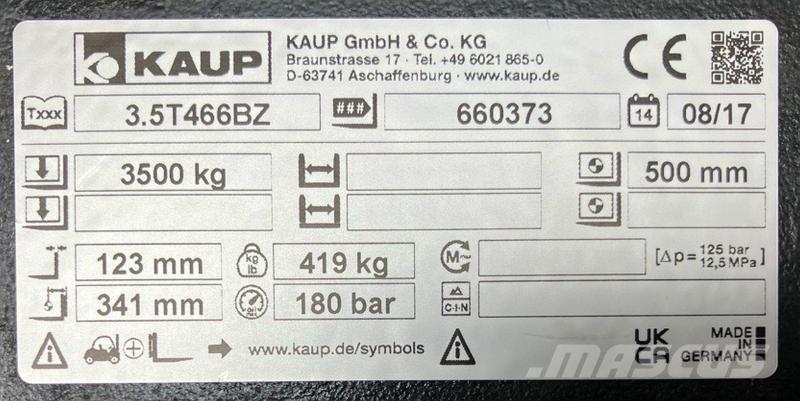 KAUP
KAUP GmbH & Co. KG
Braunstrasse 17 · Tel. +49 6021 865-0
D-63741 Aschaffenburg · www.kaup.de
CE
Txxx 3.5T466BZ ### 660373 14 08/17
3500 kg 500 mm
123 mm kg lb 419 kg M~ [Δp= 125 bar 12,5 MPa]
341 mm 180 bar C-I-N
www.kaup.de/symbols
UK CA
MADE IN GERMANY
MASCUS